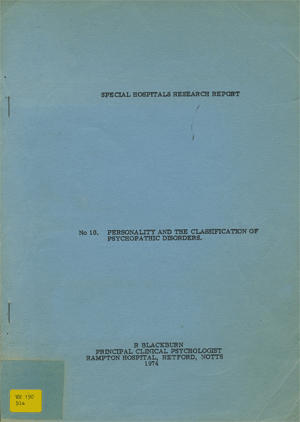 SPECIAL HOSPITALS RESEARCH REPORT
No 10. PERSONALITY AND THE CLASSIFICATION OF
PSYCHOPATHIC DISORDERS.
R BLACKBURN
PRINCIPAL CLINICAL PSYCHOLOGIST
RAMPTON HOSPITAL, RETFORD, NOTTS
1974